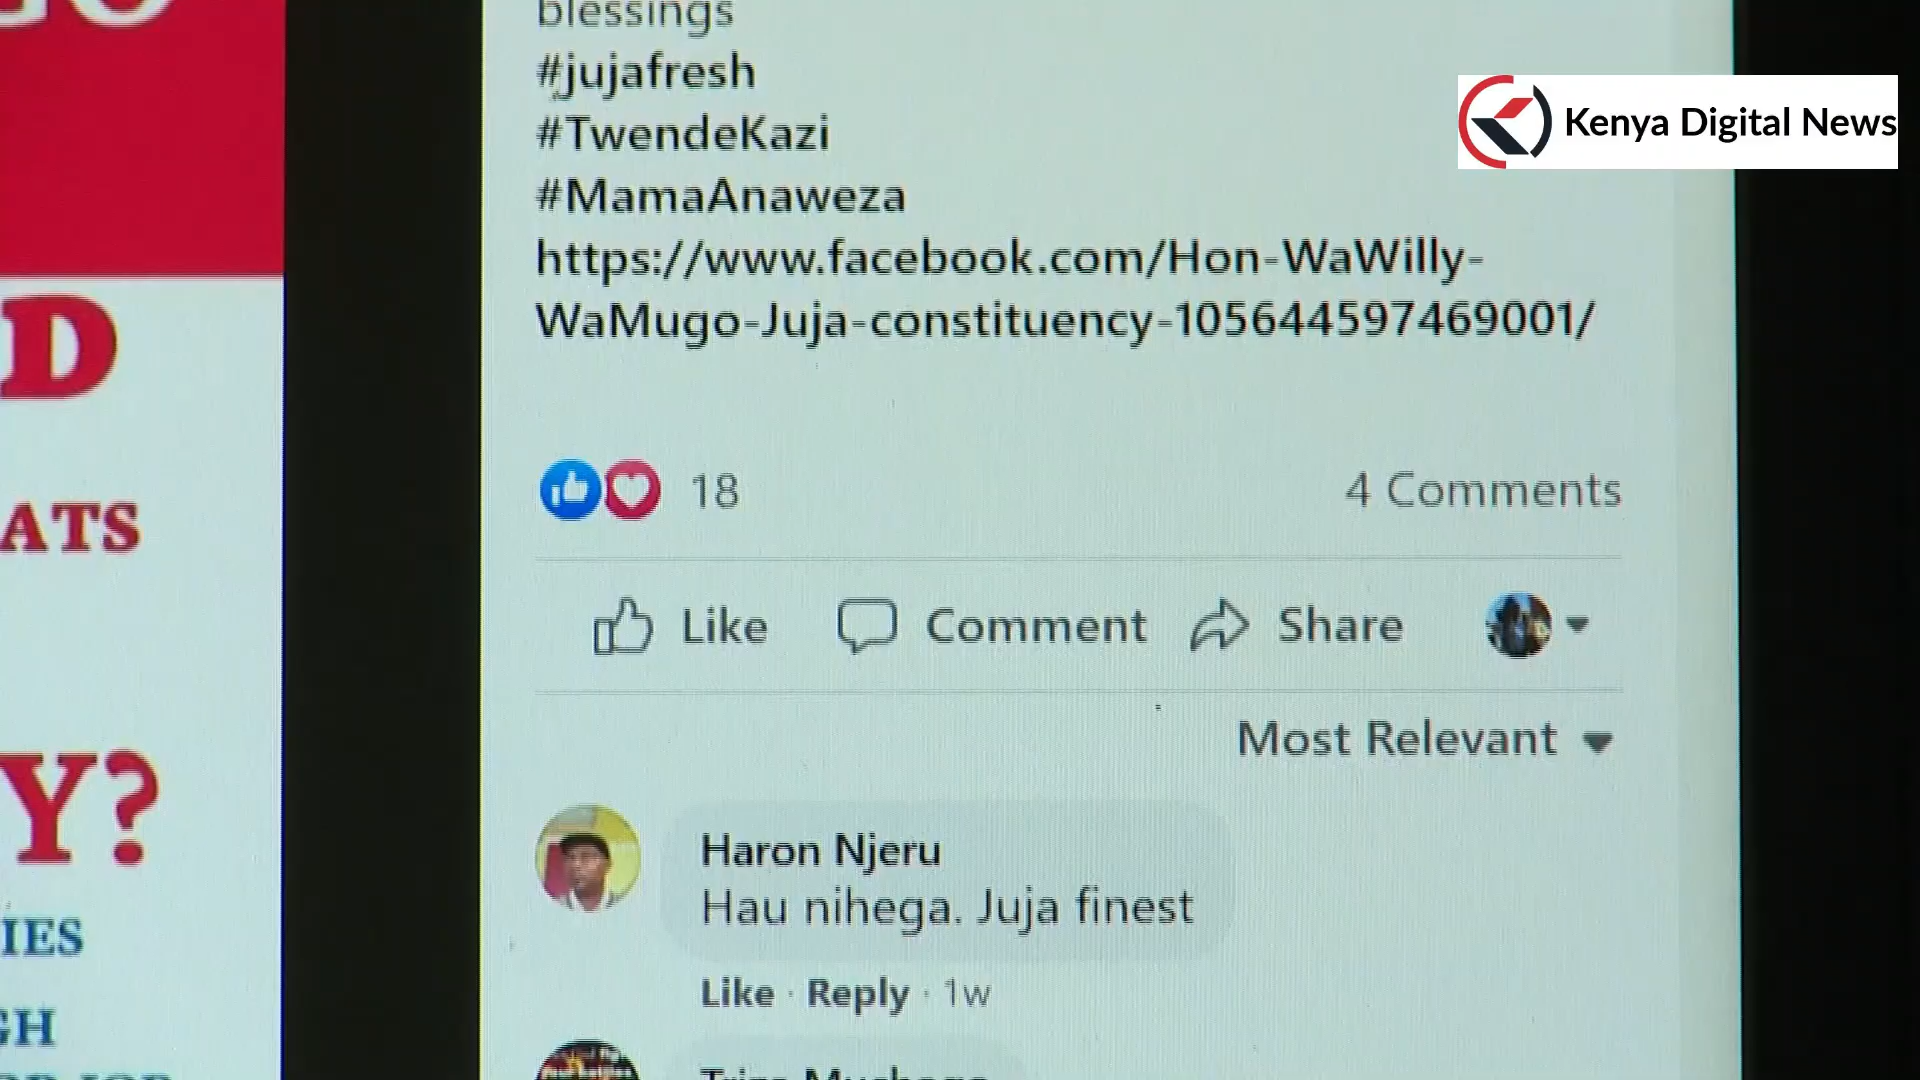 blessings
#jujafresh
#TwendeKazi
#MamaAnaweza
https://www.facebook.com/Hon-WaWilly-
WaMugo-Juja-constituency-105644597469001/
18
4 Comments
Like
Comment
Share
Most Relevant
Haron Njeru
Hau nihega. Juja finest
Like · Reply · 1w
Kenya Digital News
D
ATS
Y?
IES
GH